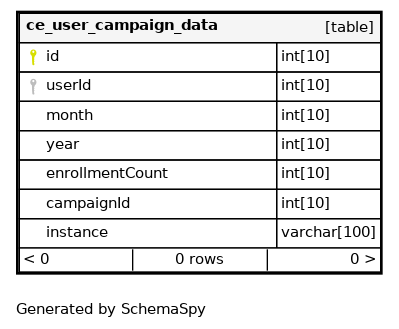 ce_user_campaign_data [table]
id int[10]
userId int[10]
month int[10]
year int[10]
enrollmentCount int[10]
campaignId int[10]
instance varchar[100]
< 0 0 rows 0 >
Generated by SchemaSpy